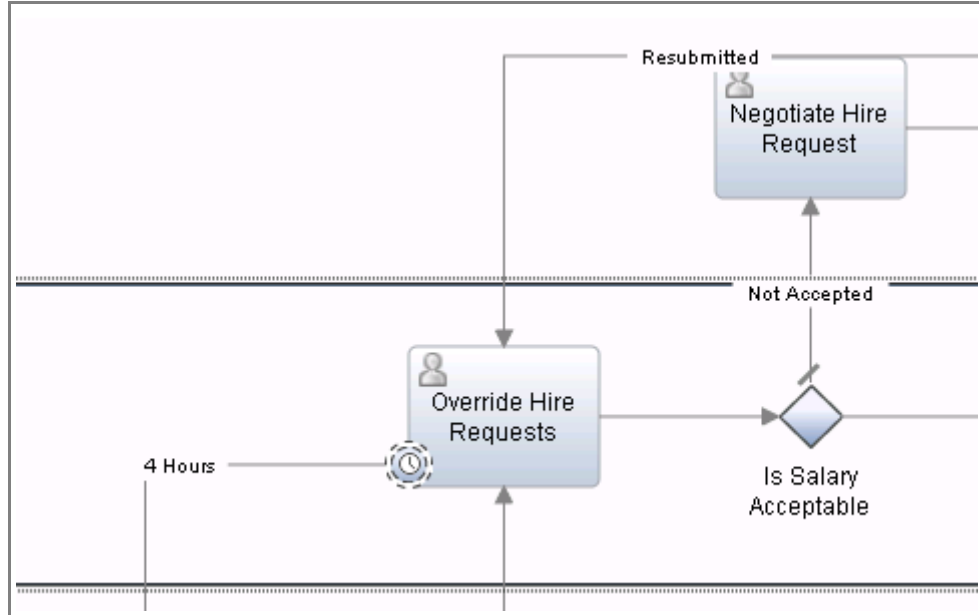 Resubmitted
Negotiate Hire
Request
Not Accepted
Override Hire
Requests
4 Hours
Is Salary
Acceptable